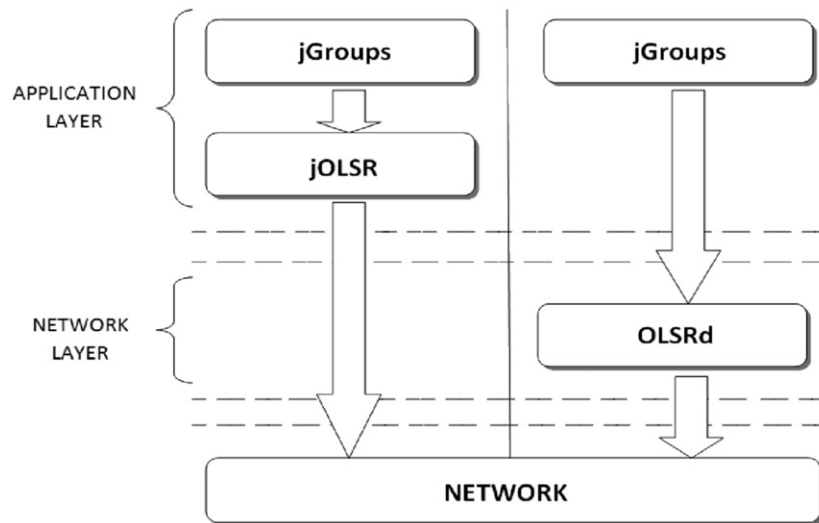 jGroups
jGroups
APPLICATION
LAYER
jOLSR
NETWORK
LAYER
OLSRd
NETWORK